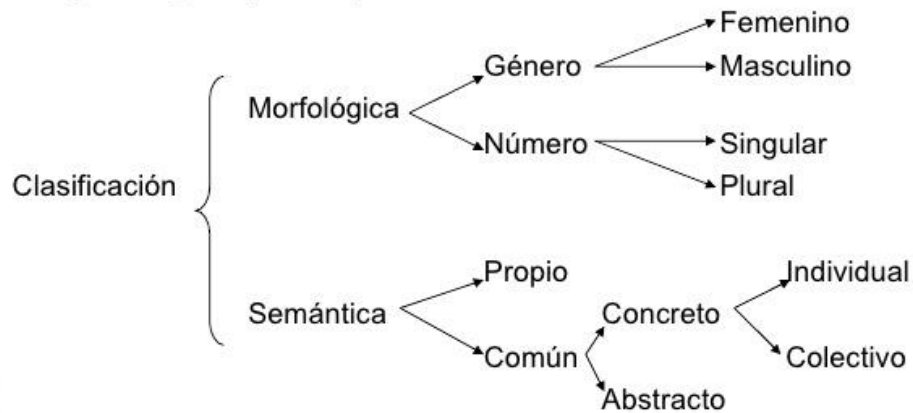 Clasificación
Morfológica
Género
Femenino
Masculino
Número
Singular
Plural
Semántica
Propio
Común
Concreto
Individual
Colectivo
Abstracto